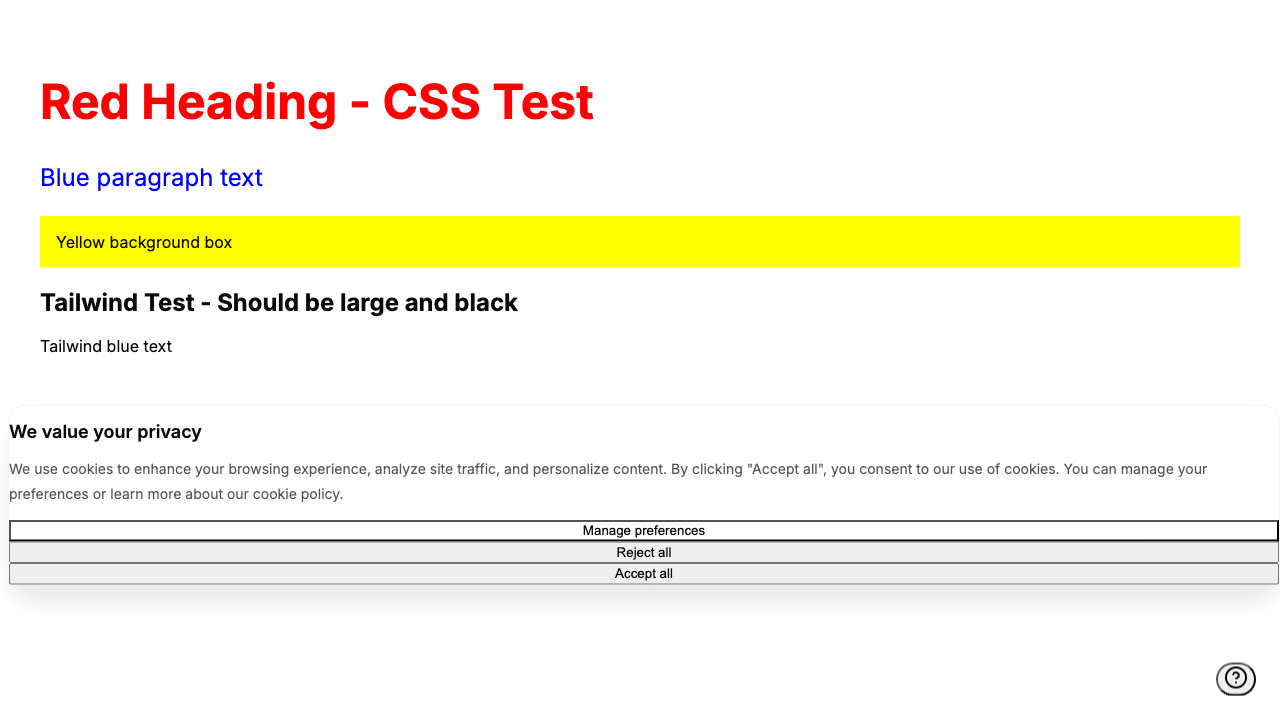 Red Heading - CSS Test
Blue paragraph text
Yellow background box
Tailwind Test - Should be large and black
Tailwind blue text
We value your privacy
We use cookies to enhance your browsing experience, analyze site traffic, and personalize content. By clicking "Accept all", you consent to our use of cookies. You can manage your
preferences or learn more about our cookie policy.
Manage preferences
Reject all
Accept all